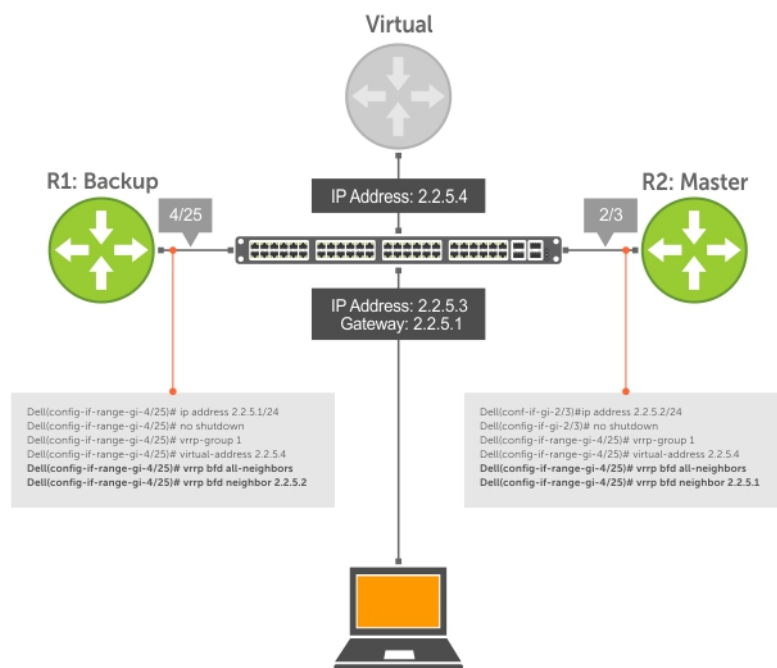 Virtual
R1: Backup
R2: Master
4/25
IP Address: 2.2.5.4
2/3
IP Address: 2.2.5.3
Gateway: 2.2.5.1
Dell(config-if-range-gi-4/25)# ip address 2.2.5.1/24
Dell(config-if-range-gi-4/25)# no shutdown
Dell(config-if-range-gi-4/25)# vrrp-group 1
Dell(config-if-range-gi-4/25)# virtual-address 2.2.5.4
Dell(config-if-range-gi-4/25)# vrrp bfd all-neighbors
Dell(config-if-range-gi-4/25)# vrrp bfd neighbor 2.2.5.2
Dell(conf-if-gi-2/3)#ip address 2.2.5.2/24
Dell(config-if-gi-2/3)# no shutdown
Dell(config-if-range-gi-4/25)# vrrp-group 1
Dell(config-if-range-gi-4/25)# virtual-address 2.2.5.4
Dell(config-if-range-gi-4/25)# vrrp bfd all-neighbors
Dell(config-if-range-gi-4/25)# vrrp bfd neighbor 2.2.5.1